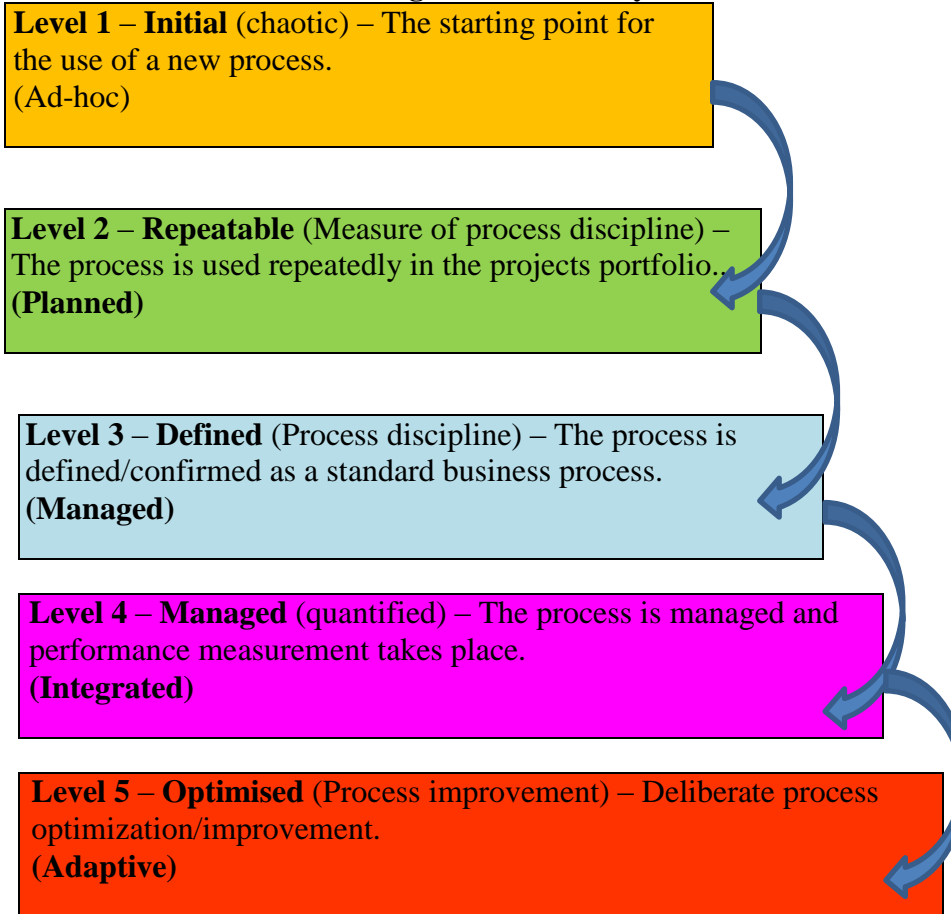 Level 1 – Initial (chaotic) – The starting point for
the use of a new process.
(Ad-hoc)
Level 2 – Repeatable (Measure of process discipline) –
The process is used repeatedly in the projects portfolio..
(Planned)
Level 3 – Defined (Process discipline) – The process is
defined/confirmed as a standard business process.
(Managed)
Level 4 – Managed (quantified) – The process is managed and
performance measurement takes place.
(Integrated)
Level 5 – Optimised (Process improvement) – Deliberate process
optimization/improvement.
(Adaptive)